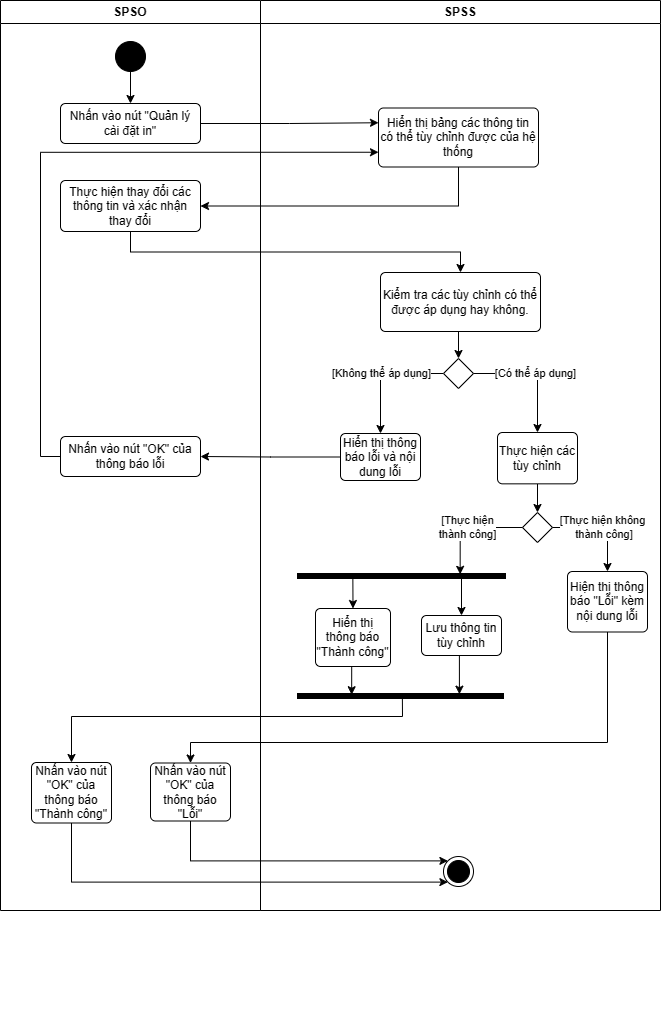 SPSO
SPSS
Nhấn vào nút "Quản lý
cài đặt in"
Hiển thị bảng các thông tin
có thể tùy chỉnh được của hệ
thống
Thực hiện thay đổi các
thông tin và xác nhận
thay đổi
Kiểm tra các tùy chỉnh có thể
được áp dụng hay không.
[Không thể áp dụng]
[Có thể áp dụng]
Nhấn vào nút "OK" của
thông báo lỗi
Hiển thị thông
báo lỗi và nội
dung lỗi
Thực hiện các
tùy chỉnh
[Thực hiện
thành công]
[Thực hiện không
thành công]
Hiển thị
thông báo
"Thành công"
Lưu thông tin
tùy chỉnh
Hiện thị thông
báo "Lỗi" kèm
nội dung lỗi
Nhấn vào nút
"OK" của
thông báo
"Thành công"
Nhấn vào nút
"OK" của
thông báo
"Lỗi"